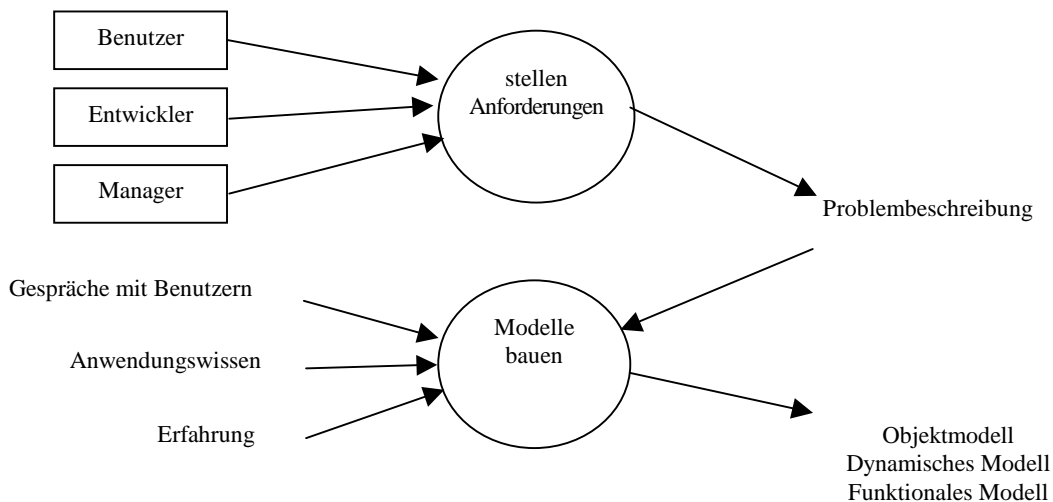 Benutzer
stellen
Anforderungen
Entwickler
Manager
Problembeschreibung
Gespräche mit Benutzern
Modelle
bauen
Anwendungswissen
Erfahrung
Objektmodell
Dynamisches Modell
Funktionales Modell